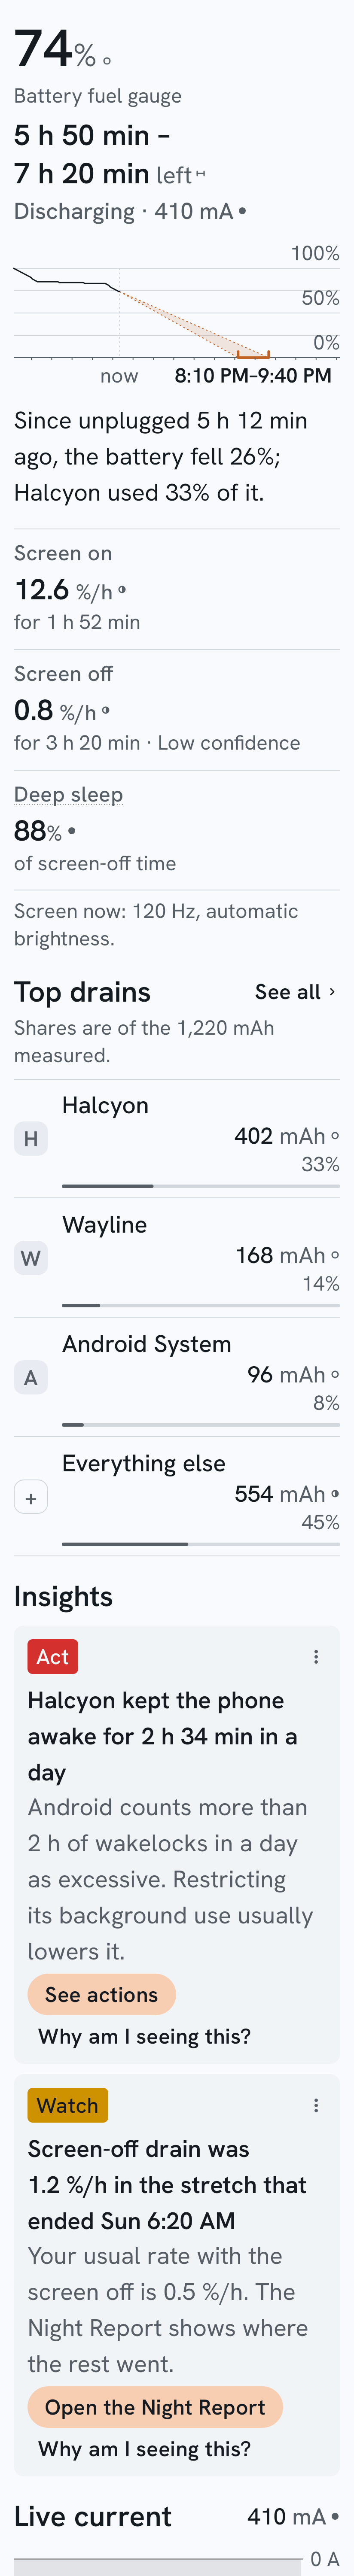 74%
Battery fuel gauge
5 h 50 min –
7 h 20 min left
Discharging · 410 mA
100%
50%
0%
now 8:10 PM–9:40 PM
Since unplugged 5 h 12 min
ago, the battery fell 26%;
Halcyon used 33% of it.
Screen on
12.6 %/h
for 1 h 52 min
Screen off
0.8 %/h
for 3 h 20 min · Low confidence
Deep sleep
88%
of screen-off time
Screen now: 120 Hz, automatic
brightness.
Top drains See all ›
Shares are of the 1,220 mAh
measured.
Halcyon
H 402 mAh
33%
Wayline
W 168 mAh
14%
Android System
A 96 mAh
8%
Everything else
+ 554 mAh
45%
Insights
Act
Halcyon kept the phone
awake for 2 h 34 min in a
day
Android counts more than
2 h of wakelocks in a day
as excessive. Restricting
its background use usually
lowers it.
See actions
Why am I seeing this?
Watch
Screen-off drain was
1.2 %/h in the stretch that
ended Sun 6:20 AM
Your usual rate with the
screen off is 0.5 %/h. The
Night Report shows where
the rest went.
Open the Night Report
Why am I seeing this?
Live current 410 mA
0 A